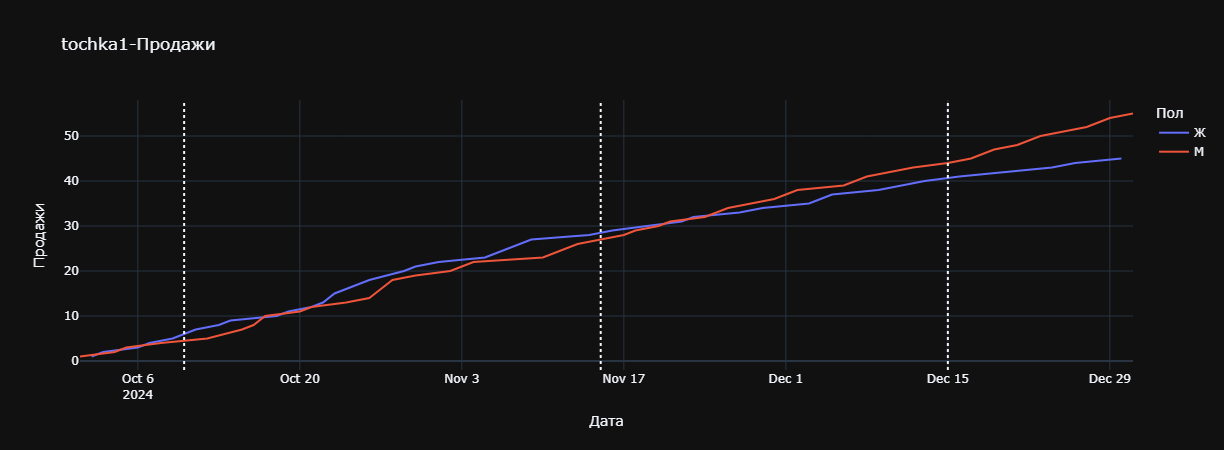 tochka1-Продажи
Пол
Ж
М
Продажи
50
40
30
20
10
0
Oct 6
2024
Oct 20
Nov 3
Nov 17
Dec 1
Dec 15
Dec 29
Дата